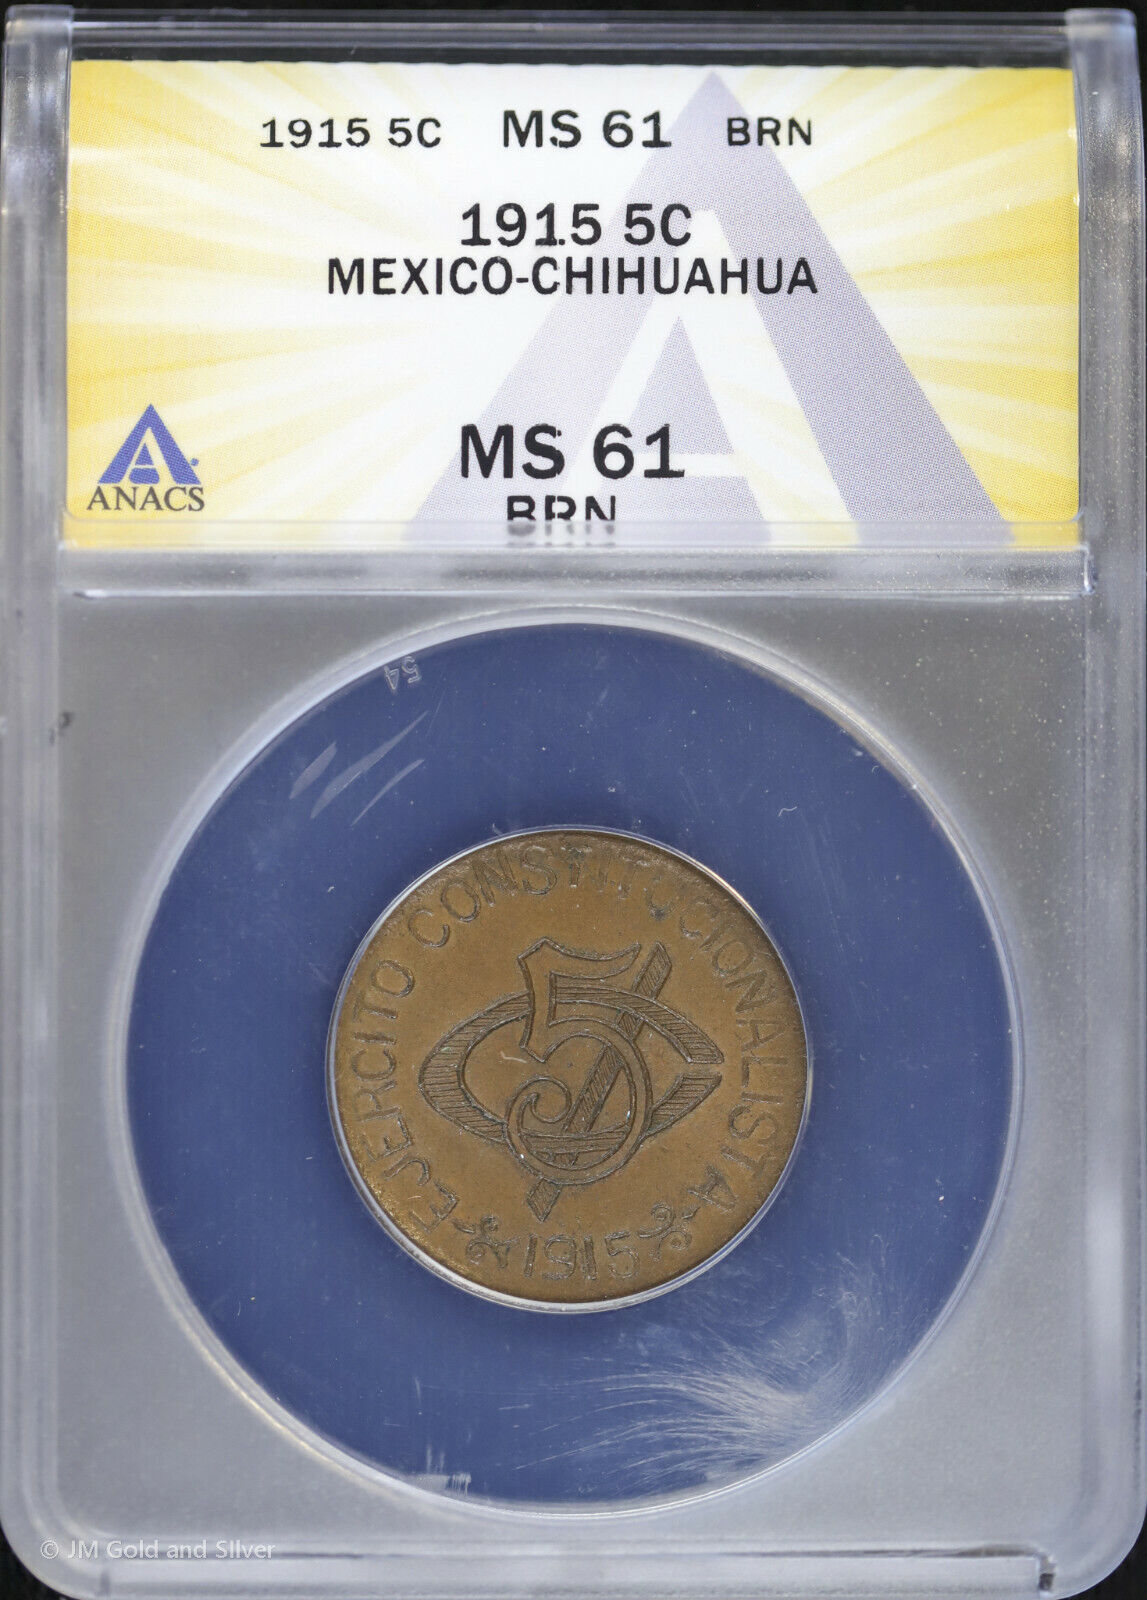 1915 5C MS 61 BRN
1915 5C
MEXICO-CHIHUAHUA
MS 61
BRN
ANACS
54
EJERCITO CONSTITUCIONALISTA
5
1915
© JM Gold and Silver